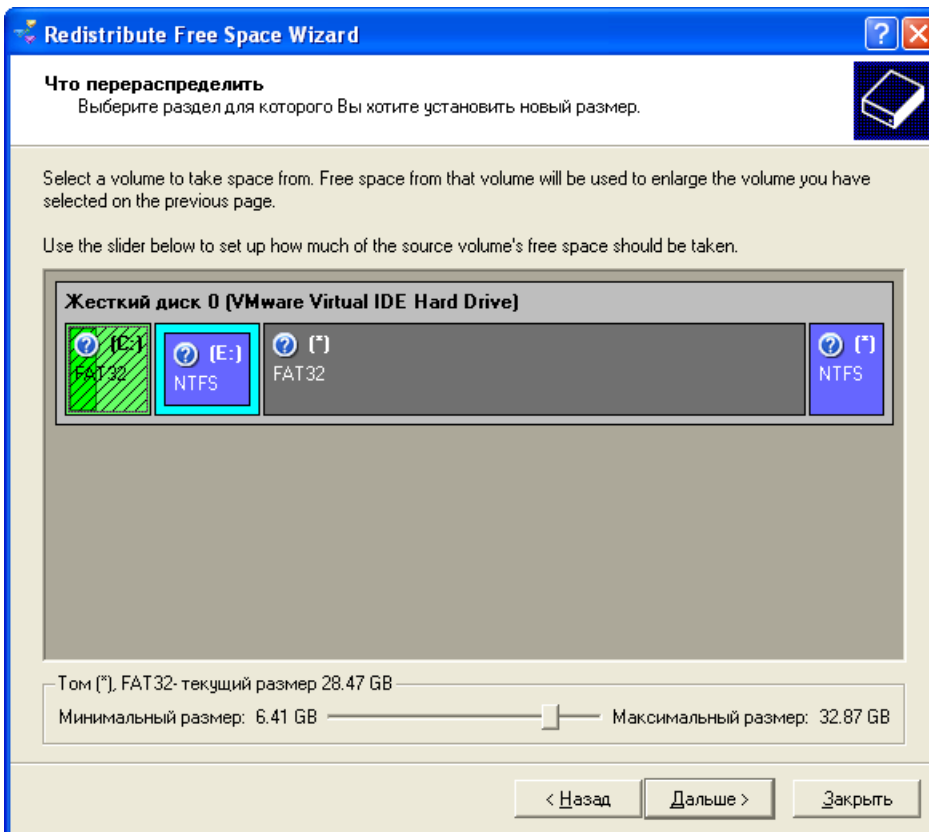 Redistribute Free Space Wizard
Что перераспределить
Выберите раздел для которого Вы хотите установить новый размер.
Select a volume to take space from. Free space from that volume will be used to enlarge the volume you have
selected on the previous page.
Use the slider below to set up how much of the source volume's free space should be taken.
Жесткий диск 0 (VMware Virtual IDE Hard Drive)
(C:)
FAT32
(E:)
NTFS
(*)
FAT32
(*)
NTFS
Том (*), FAT32- текущий размер 28.47 GB
Минимальный размер: 6.41 GB Максимальный размер: 32.87 GB
< Назад Дальше > Закрыть